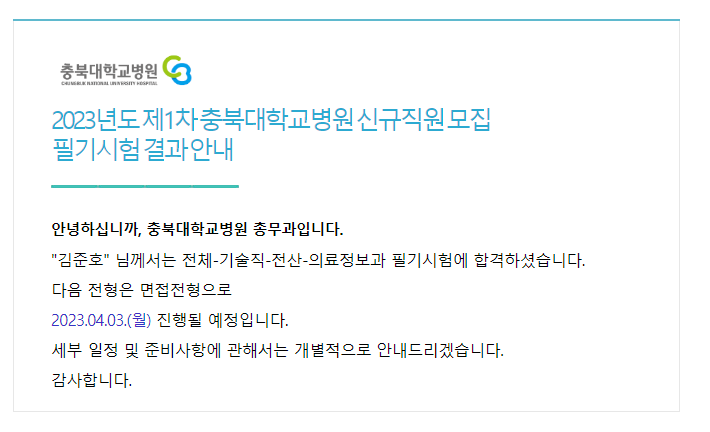 충북대학교병원
CHUNGBUK NATIONAL UNIVERSITY HOSPITAL
2023년도 제1차 충북대학교병원 신규직원 모집
필기시험 결과 안내
안녕하십니까, 충북대학교병원 총무과입니다.
"김준호" 님께서는 전체-기술직-전산-의료정보과 필기시험에 합격하셨습니다.
다음 전형은 면접전형으로
2023.04.03.(월) 진행될 예정입니다.
세부 일정 및 준비사항에 관해서는 개별적으로 안내드리겠습니다.
감사합니다.